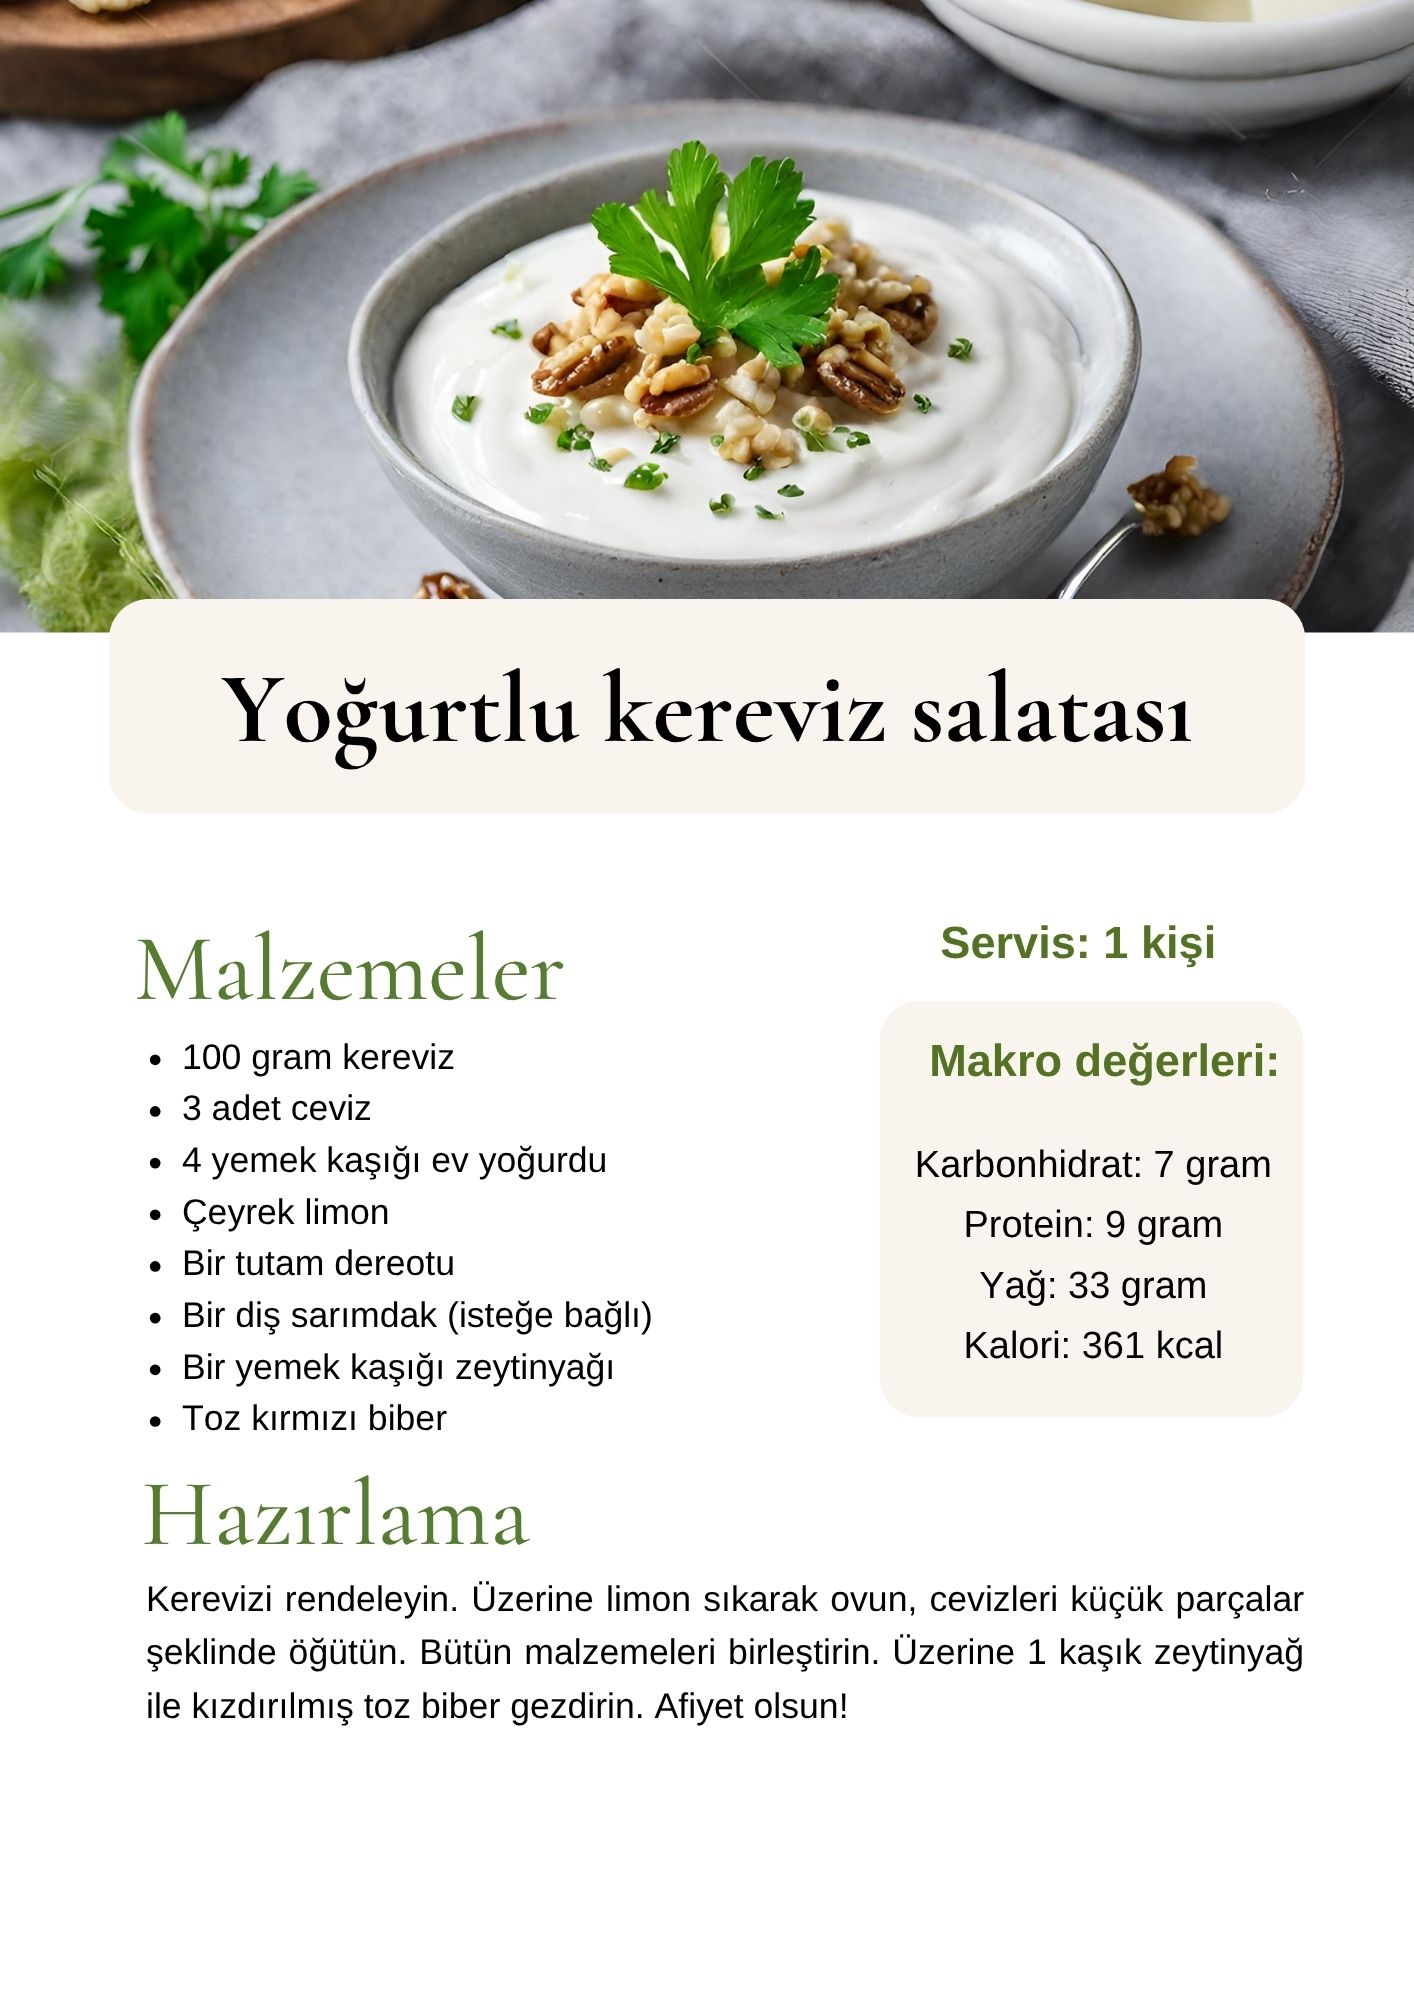 Yoğurtlu kereviz salatası
Malzemeler
100 gram kereviz
3 adet ceviz
4 yemek kaşığı ev yoğurdu
Çeyrek limon
Bir tutam dereotu
Bir diş sarımdak (isteğe bağlı)
Bir yemek kaşığı zeytinyağı
Toz kırmızı biber
Servis: 1 kişi
Makro değerleri:
Karbonhidrat: 7 gram
Protein: 9 gram
Yağ: 33 gram
Kalori: 361 kcal
Hazırlama
Kerevizi rendeleyin. Üzerine limon sıkarak ovun, cevizleri küçük parçalar
şeklinde öğütün. Bütün malzemeleri birleştirin. Üzerine 1 kaşık zeytinyağ
ile kızdırılmış toz biber gezdirin. Afiyet olsun!